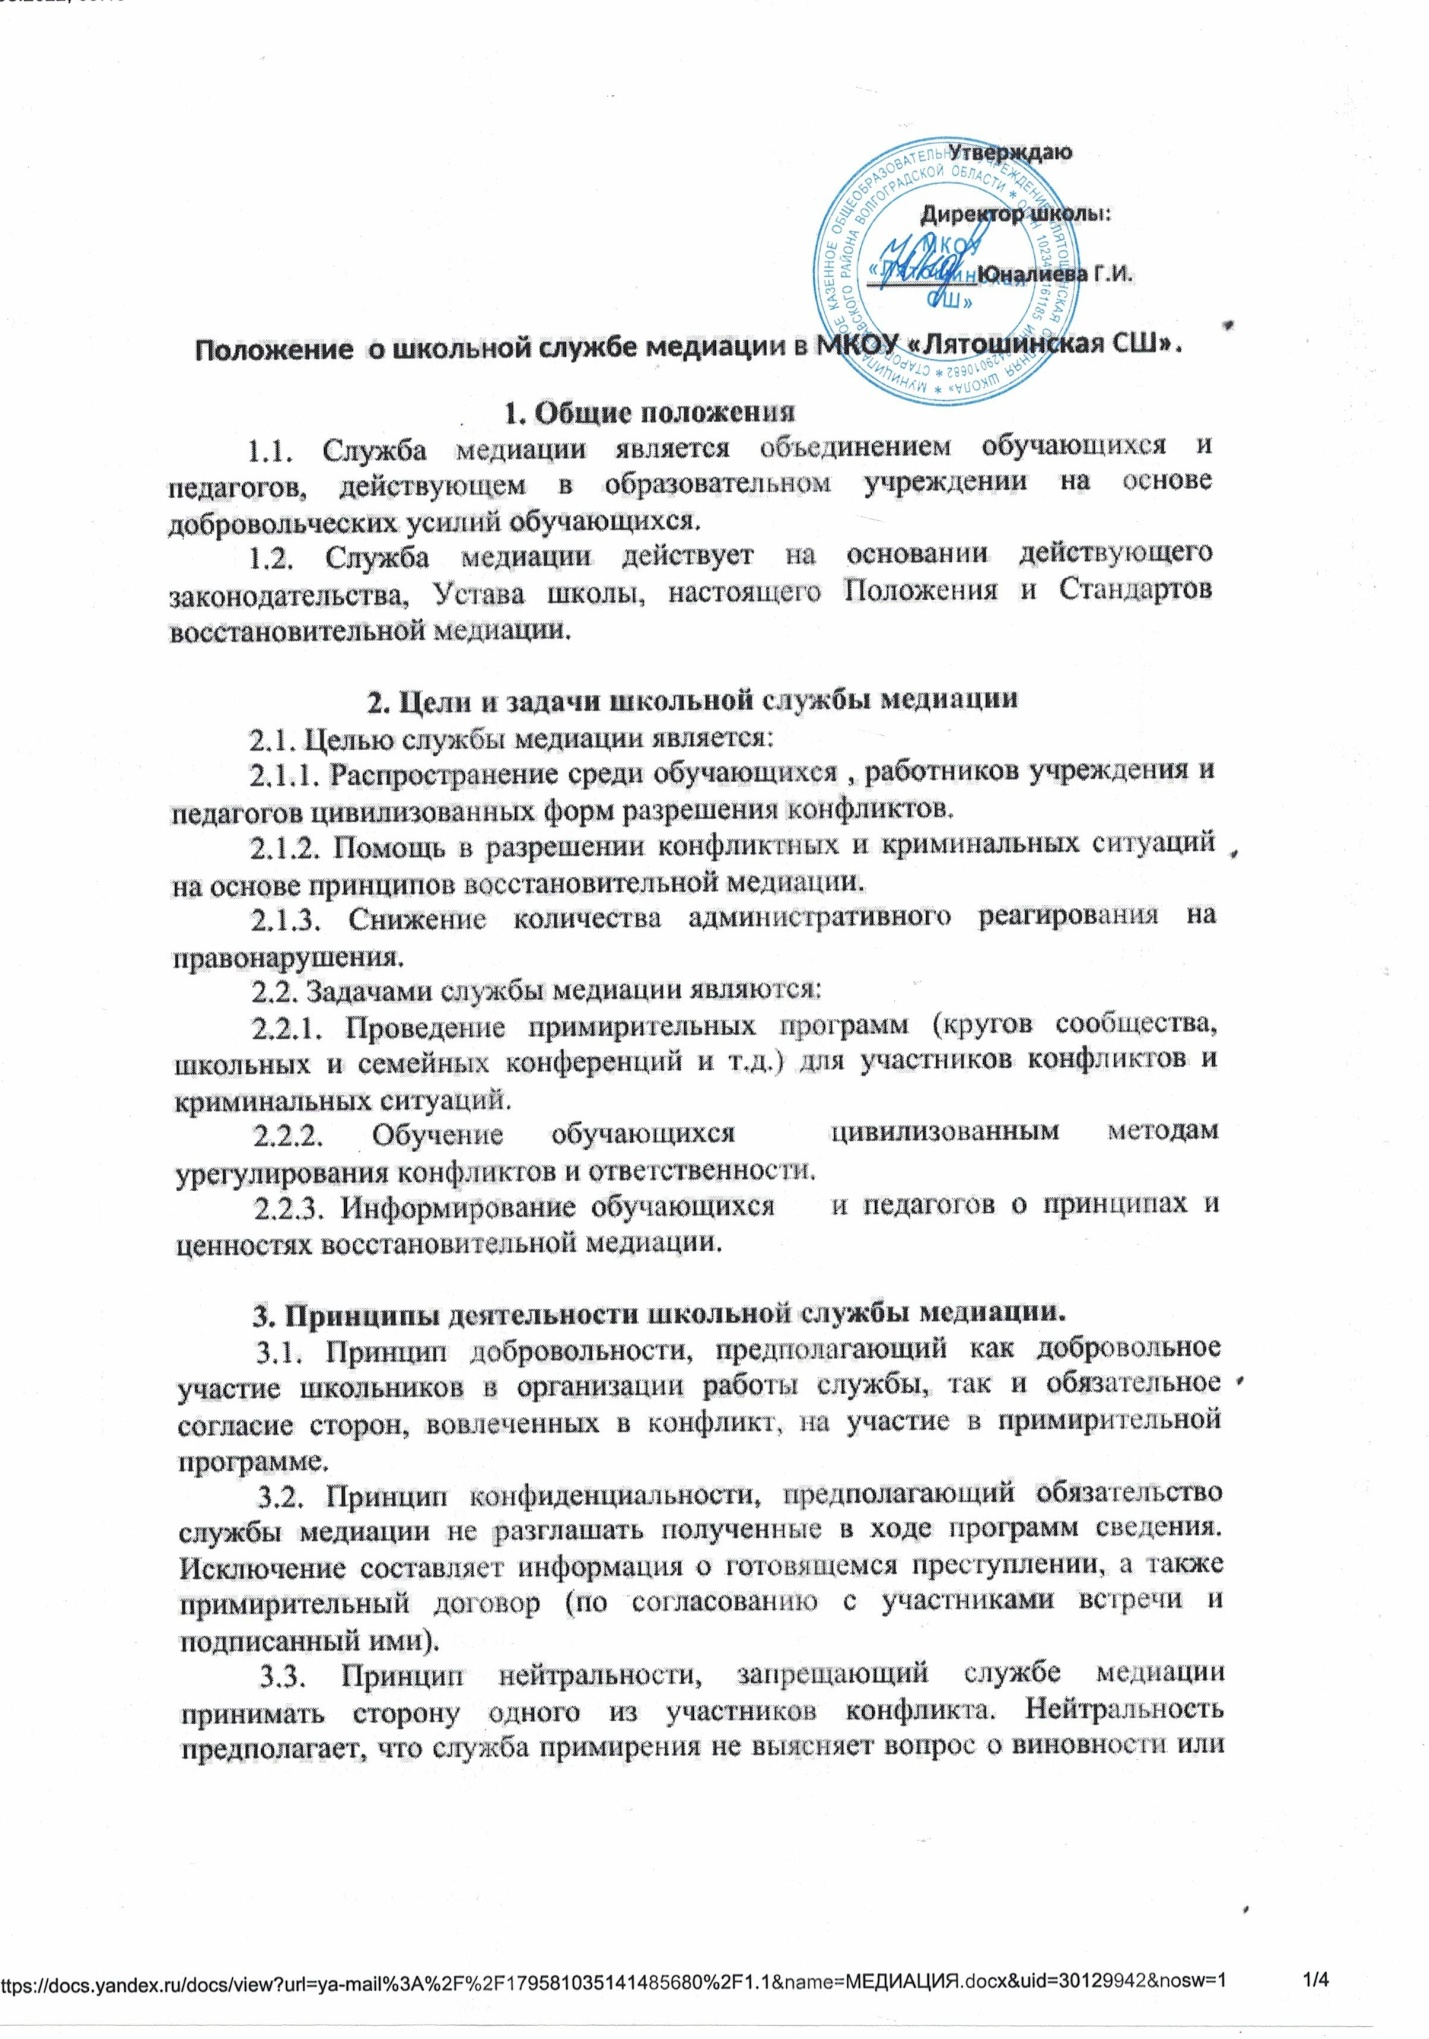 Утверждаю
Директор школы:
МКОУ
«Лятошинская
СШ»
Юналиева Г.И.
Положение о школьной службе медиации в МКОУ «Лятошинская СШ».
1. Общие положения
1.1. Служба медиации является объединением обучающихся и
педагогов, действующем в образовательном учреждении на основе
добровольческих усилий обучающихся.
1.2. Служба медиации действует на основании действующего
законодательства, Устава школы, настоящего Положения и Стандартов
восстановительной медиации.
2. Цели и задачи школьной службы медиации
2.1. Целью службы медиации является:
2.1.1. Распространение среди обучающихся , работников учреждения и
педагогов цивилизованных форм разрешения конфликтов.
2.1.2. Помощь в разрешении конфликтных и криминальных ситуаций
на основе принципов восстановительной медиации.
2.1.3. Снижение количества административного реагирования на
правонарушения.
2.2. Задачами службы медиации являются:
2.2.1. Проведение примирительных программ (кругов сообщества,
школьных и семейных конференций и т.д.) для участников конфликтов и
криминальных ситуаций.
2.2.2. Обучение обучающихся цивилизованным методам
урегулирования конфликтов и ответственности.
2.2.3. Информирование обучающихся и педагогов о принципах и
ценностях восстановительной медиации.
3. Принципы деятельности школьной службы медиации.
3.1. Принцип добровольности, предполагающий как добровольное
участие школьников в организации работы службы, так и обязательное
согласие сторон, вовлеченных в конфликт, на участие в примирительной
программе.
3.2. Принцип конфиденциальности, предполагающий обязательство
службы медиации не разглашать полученные в ходе программ сведения.
Исключение составляет информация о готовящемся преступлении, а также
примирительный договор (по согласованию с участниками встречи и
подписанный ими).
3.3. Принцип нейтральности, запрещающий службе медиации
принимать сторону одного из участников конфликта. Нейтральность
предполагает, что служба примирения не выясняет вопрос о виновности или
ttps://docs.yandex.ru/docs/view?url=ya-mail%3A%2F%2F179581035141485680%2F1.1&name=МЕДИАЦИЯ.docx&uid=30129942&nosw=1 1/4